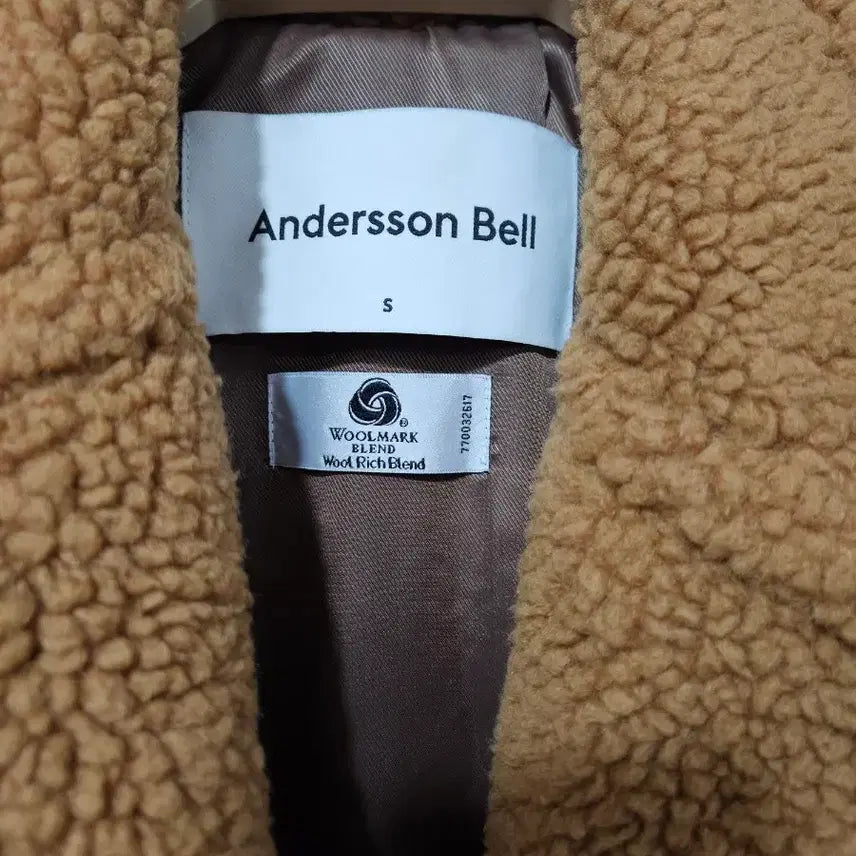 Andersson Bell
S
®
WOOLMARK
BLEND
Wool Rich Blend
770032617